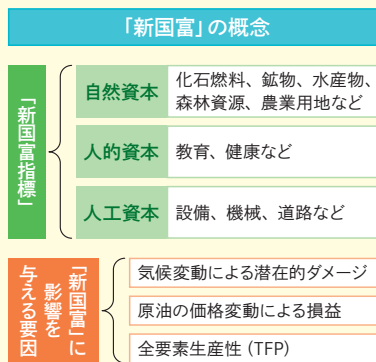 「新国富」の概念
「新国富指標」
自然資本
化石燃料、鉱物、水産物、
森林資源、農業用地など
人的資本
教育、健康など
人工資本
設備、機械、道路など
「新国富」に
影響を
与える要因
気候変動による潜在的ダメージ
原油の価格変動による損益
全要素生産性 (TFP)